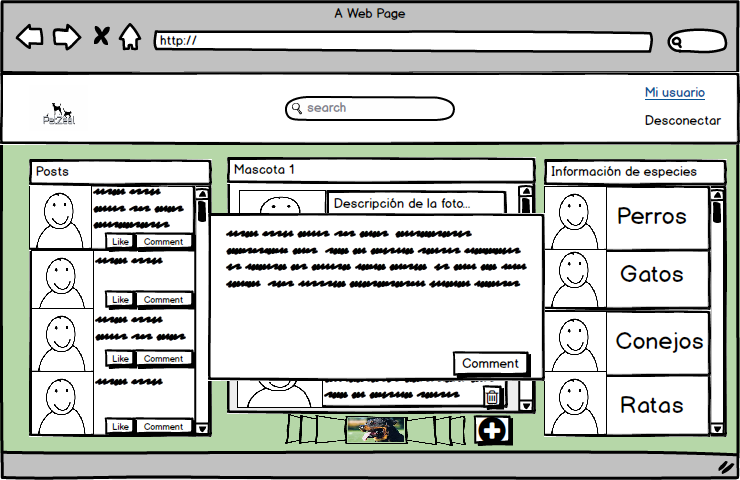 A Web Page
http://
search
Mi usuario
Desconectar
PetZeal
Posts
Like Comment
Like Comment
Like Comment
Like Comment
Mascota 1
Descripción de la foto...
Comment
Información de especies
Perros
Gatos
Conejos
Ratas